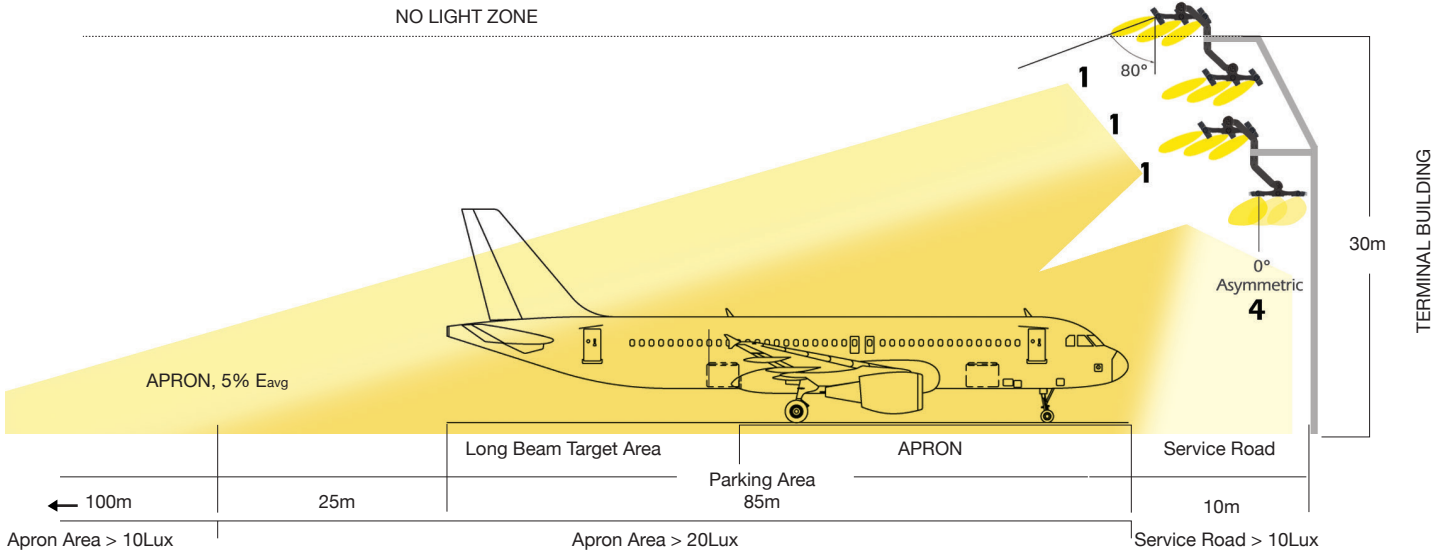 NO LIGHT ZONE
80°
1
1
1
30m
TERMINAL BUILDING
0°
Asymmetric
4
APRON, 5% Eavg
Long Beam Target Area
APRON
Service Road
Parking Area
100m
25m
85m
10m
Apron Area > 10Lux
Apron Area > 20Lux
Service Road > 10Lux